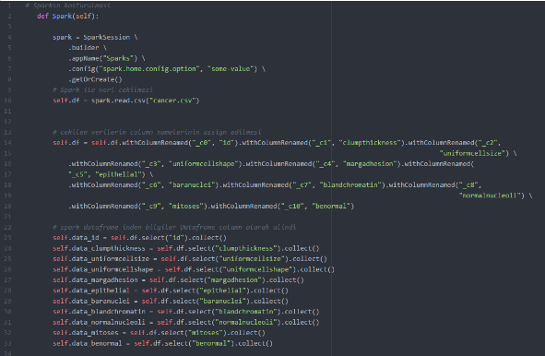 1 # Sparkın kanturulaması
2 def Spark(self):
3
4 spark = SparkSession \
5 .builder \
6 .appName("Sparks") \
7 .config("spark.home.config.option", "some-value") \
8 .getOrCreate()
9 # Spark ile veri cekilmesi
10 self.df = spark.read.csv("cancer.csv")
11
12
13 # cekilen verilerin column namelerinin assign edilmesi
14 self.df = self.df.withColumnRenamed("_c0", "id").withColumnRenamed("_c1", "clumpthickness").withColumnRenamed("_c2",
15 "uniformcellsize") \
16 .withColumnRenamed("_c3", "uniformcellshape").withColumnRenamed("_c4", "margadhesion").withColumnRenamed(
17 "_c5", "epithelial") \
18 .withColumnRenamed("_c6", "baranuclei").withColumnRenamed("_c7", "blandchromatin").withColumnRenamed("_c8",
19 "normalnucleoli") \
20 .withColumnRenamed("_c9", "mitoses").withColumnRenamed("_c10", "benormal")
21
22 # spark dataframe inden bilgiler Dataframe column olarak alindi
23 self.data_id = self.df.select("id").collect()
24 self.data_clumpthickness = self.df.select("clumpthickness").collect()
25 self.data_uniformcellsize = self.df.select("uniformcellsize").collect()
26 self.data_uniformcellshape = self.df.select("uniformcellshape").collect()
27 self.data_margadhesion = self.df.select("margadhesion").collect()
28 self.data_epithelial = self.df.select("epithelial").collect()
29 self.data_baranuclei = self.df.select("baranuclei").collect()
30 self.data_blandchromatin = self.df.select("blandchromatin").collect()
31 self.data_normalnucleoli = self.df.select("normalnucleoli").collect()
32 self.data_mitoses = self.df.select("mitoses").collect()
33 self.data_benormal = self.df.select("benormal").collect()
34